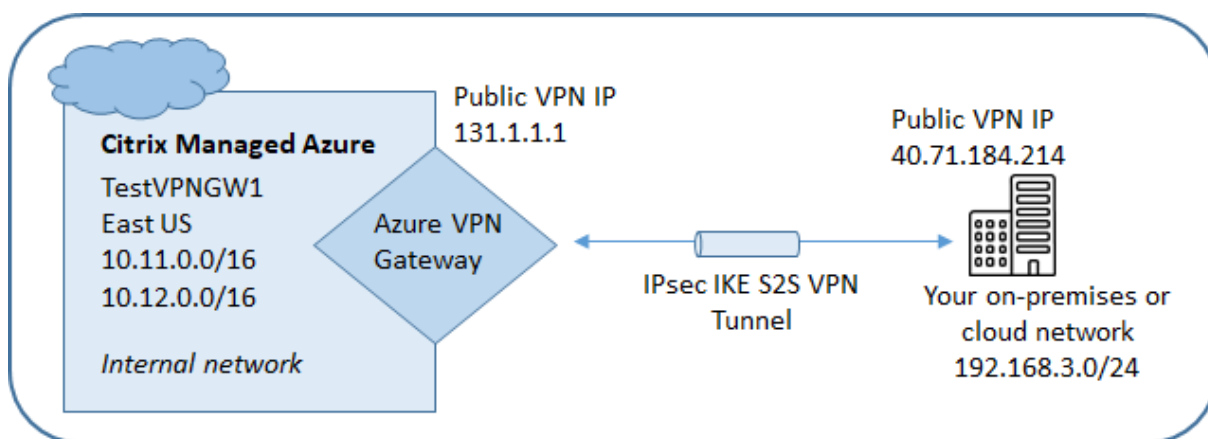 Citrix Managed Azure
TestVPNGW1
East US
10.11.0.0/16
10.12.0.0/16
Internal network
Public VPN IP
131.1.1.1
Azure VPN
Gateway
IPsec IKE S2S VPN
Tunnel
Public VPN IP
40.71.184.214
Your on-premises or
cloud network
192.168.3.0/24